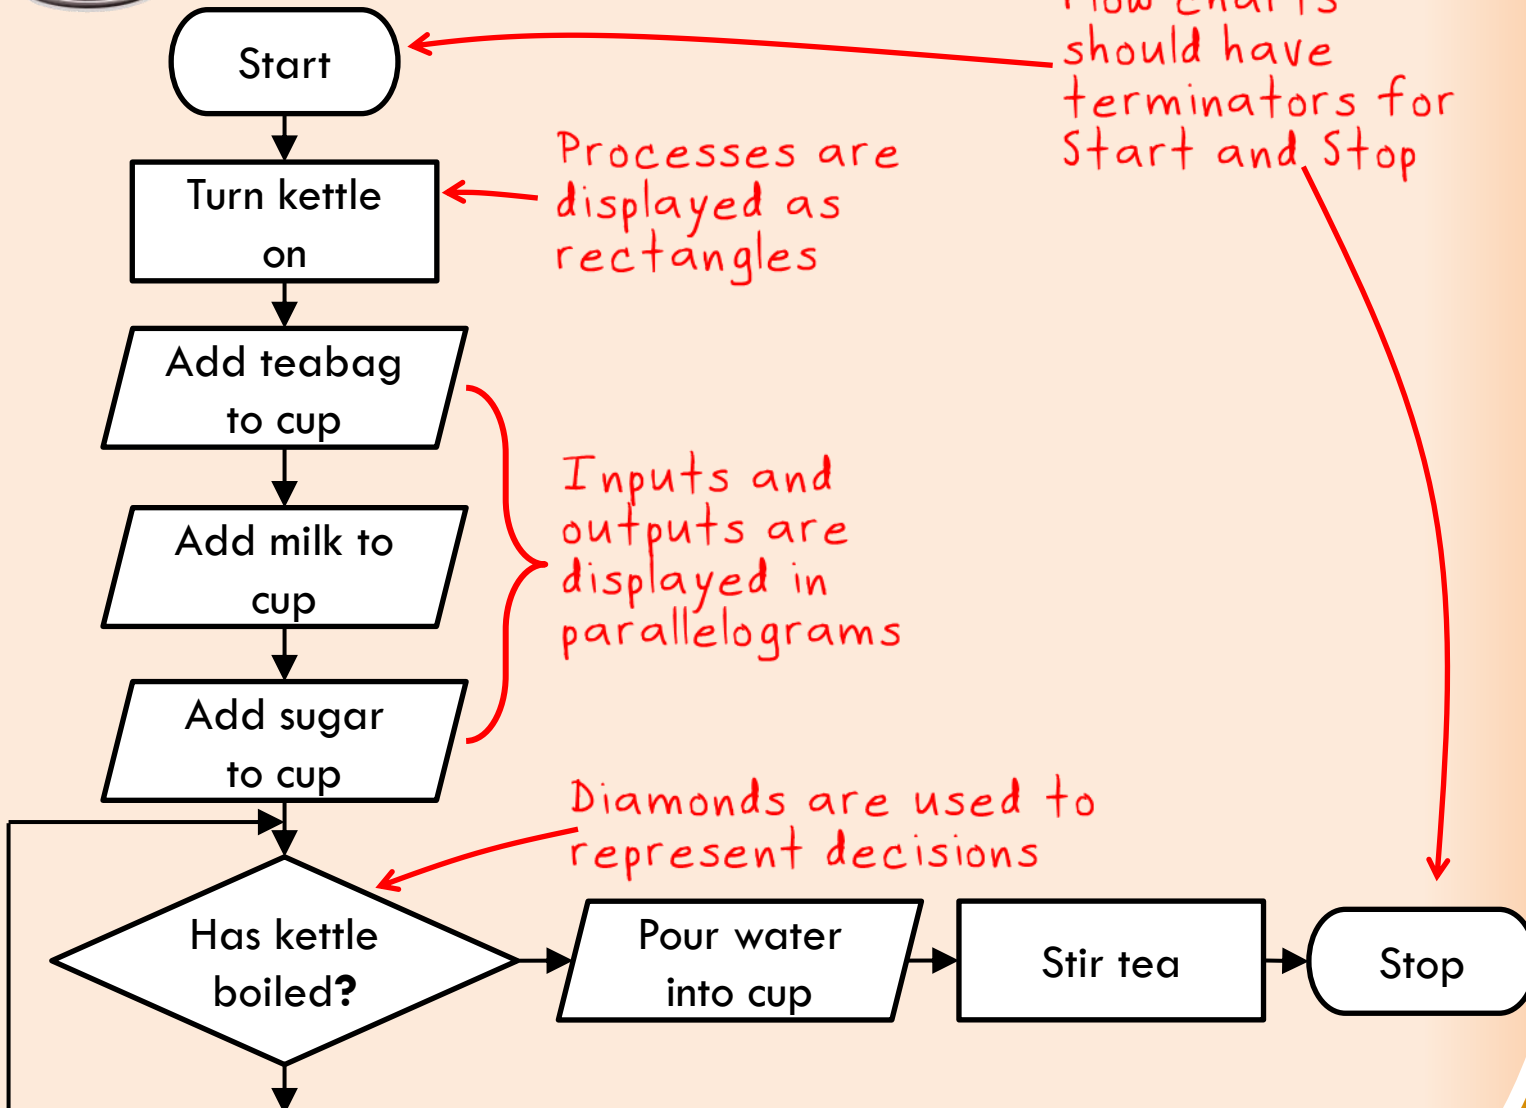 Flow charts
should have
terminators for
Start and Stop
Start
Processes are
displayed as
rectangles
Turn kettle
on
Add teabag
to cup
Inputs and
outputs are
displayed in
parallelograms
Add milk to
cup
Add sugar
to cup
Diamonds are used to
represent decisions
Has kettle
boiled?
Pour water
into cup
Stir tea
Stop